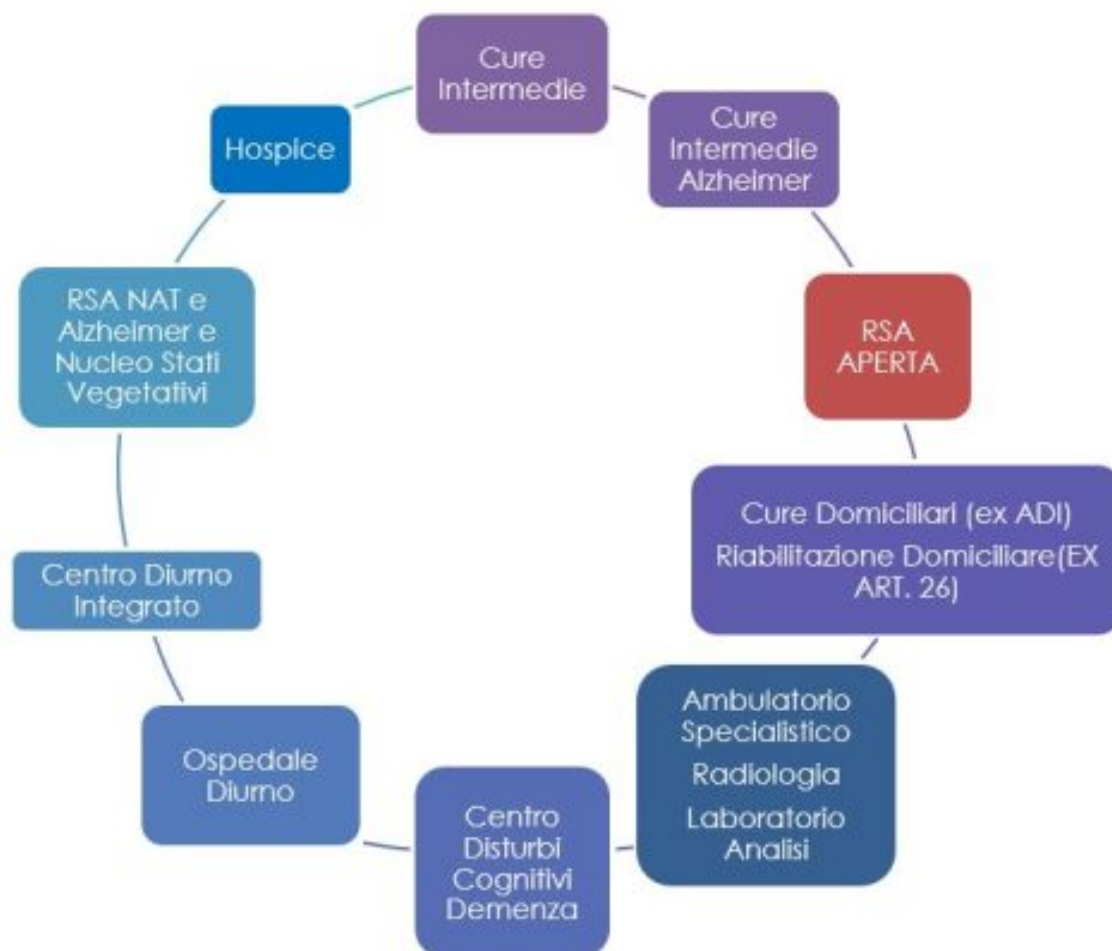 Cure
Intermedie
Cure
Intermedie
Alzheimer
RSA
APERTA
Cure Domiciliari (ex ADI)
Riabilitazione Domiciliare(EX
ART. 26)
Ambulatorio
Specialistico
Radiologia
Laboratorio
Analisi
Centro
Disturbi
Cognitivi
Demenza
Ospedale
Diurno
Centro Diurno
Integrato
RSA NAT e
Alzheimer e
Nucleo Stati
Vegetativi
Hospice